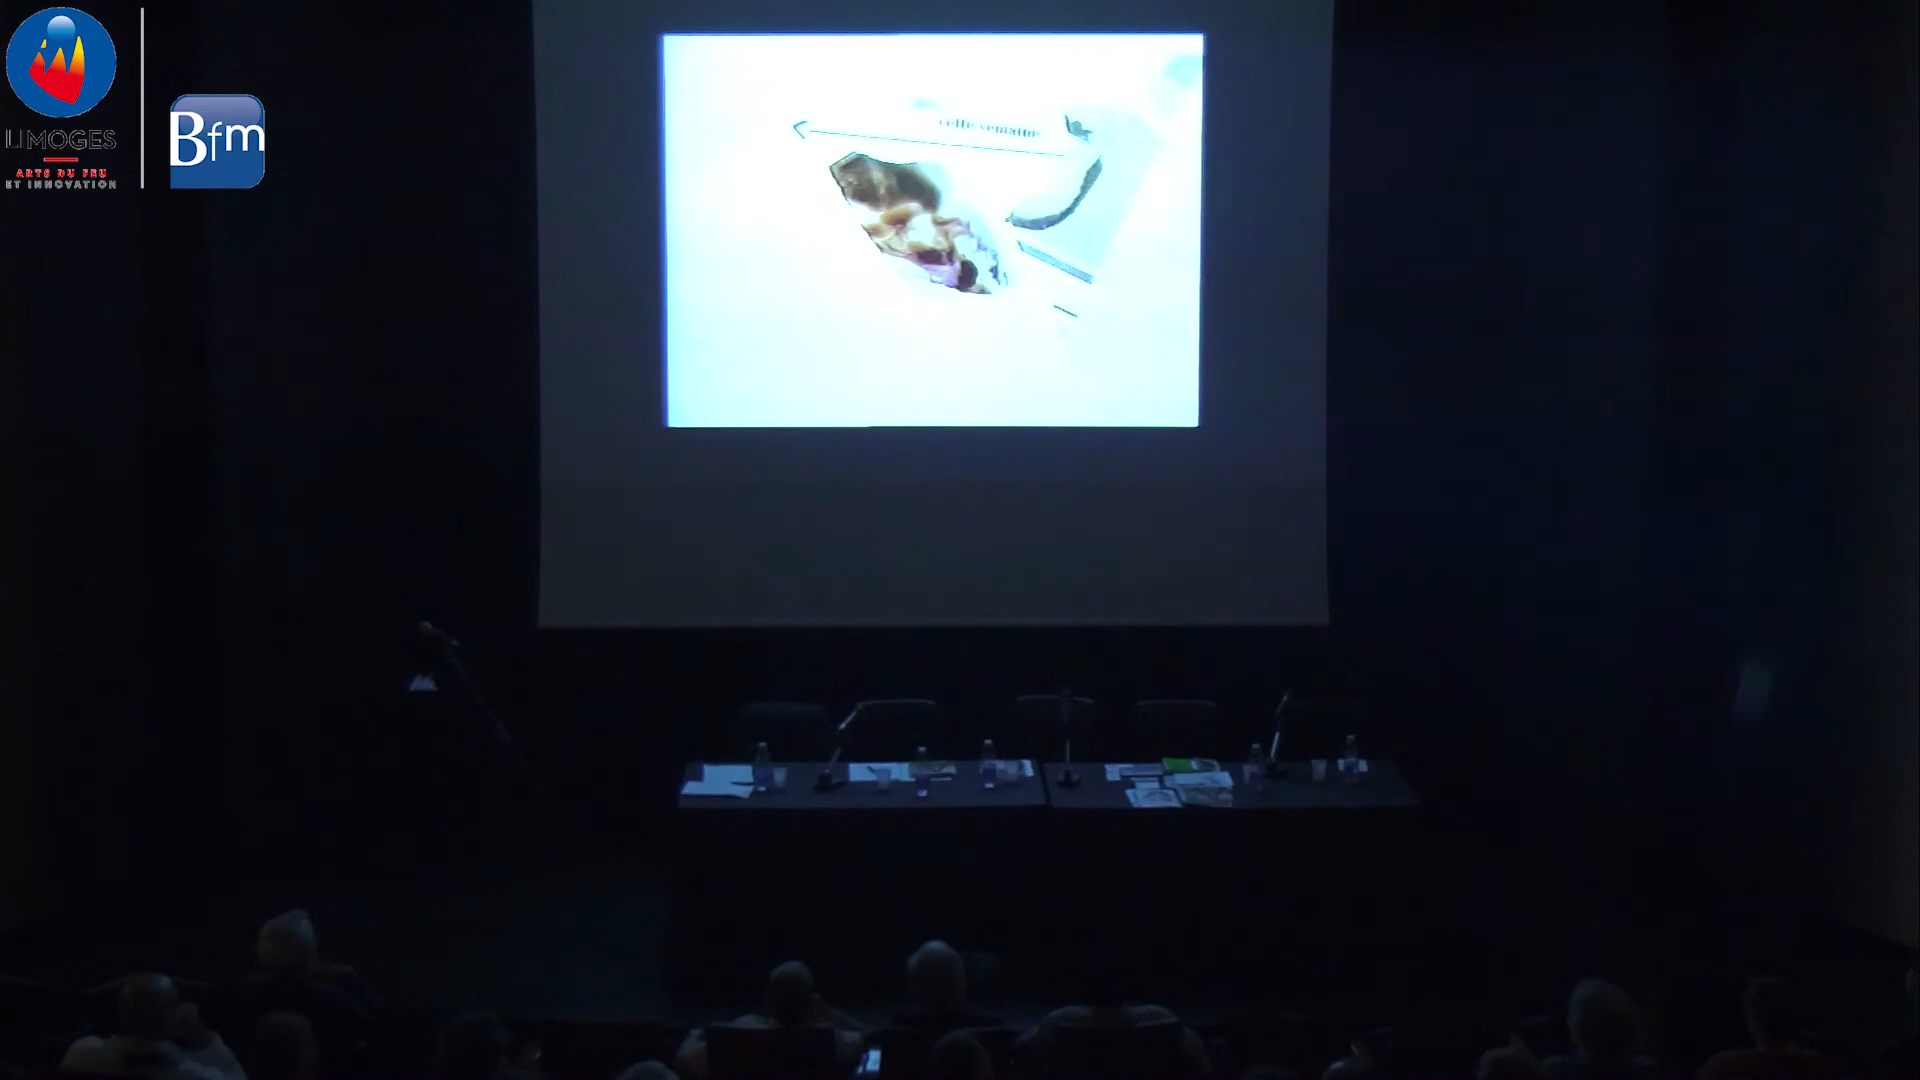 LIMOGES
ARTS DU FEU
ET INNOVATION
Bfm
cette semaine